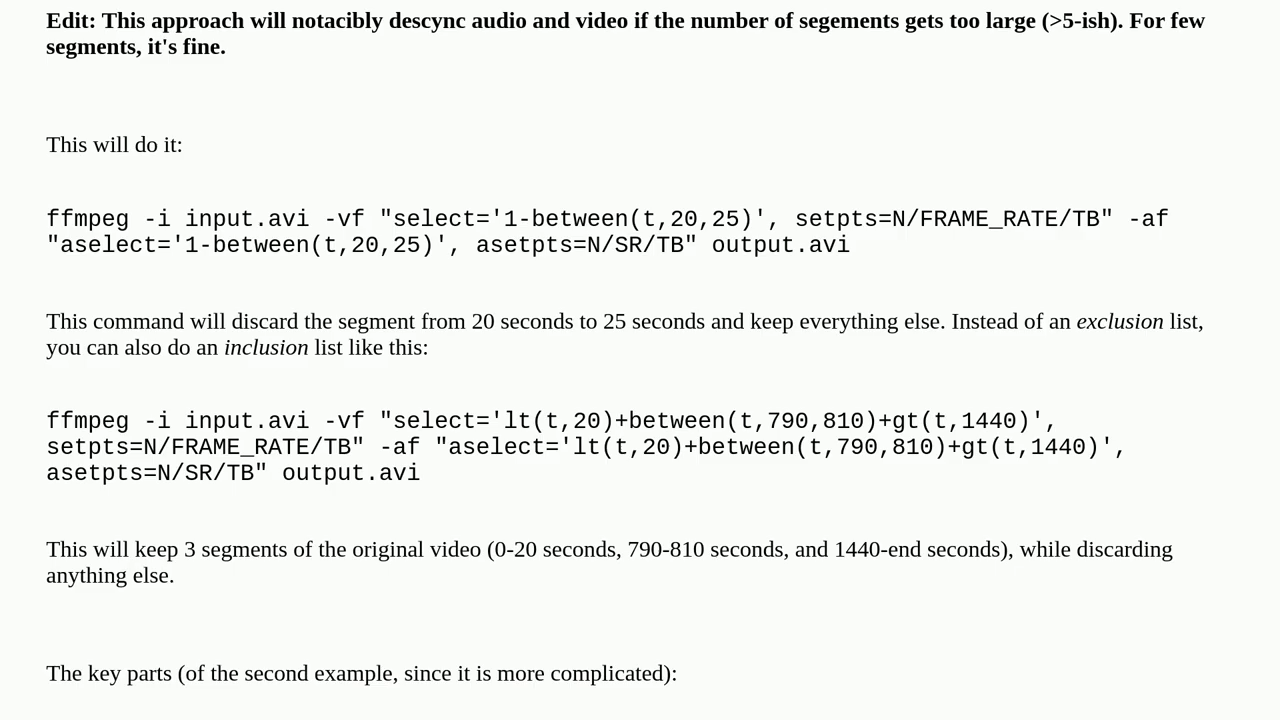 Edit: This approach will notacibly descync audio and video if the number of segements gets too large (>5-ish). For few
segments, it's fine.
This will do it:
ffmpeg -i input.avi -vf "select='1-between(t,20,25)', setpts=N/FRAME_RATE/TB" -af
"aselect='1-between(t,20,25)', asetpts=N/SR/TB" output.avi
This command will discard the segment from 20 seconds to 25 seconds and keep everything else. Instead of an exclusion list,
you can also do an inclusion list like this:
ffmpeg -i input.avi -vf "select='lt(t,20)+between(t,790,810)+gt(t,1440)',
setpts=N/FRAME_RATE/TB" -af "aselect='lt(t,20)+between(t,790,810)+gt(t,1440)',
asetpts=N/SR/TB" output.avi
This will keep 3 segments of the original video (0-20 seconds, 790-810 seconds, and 1440-end seconds), while discarding
anything else.
The key parts (of the second example, since it is more complicated):